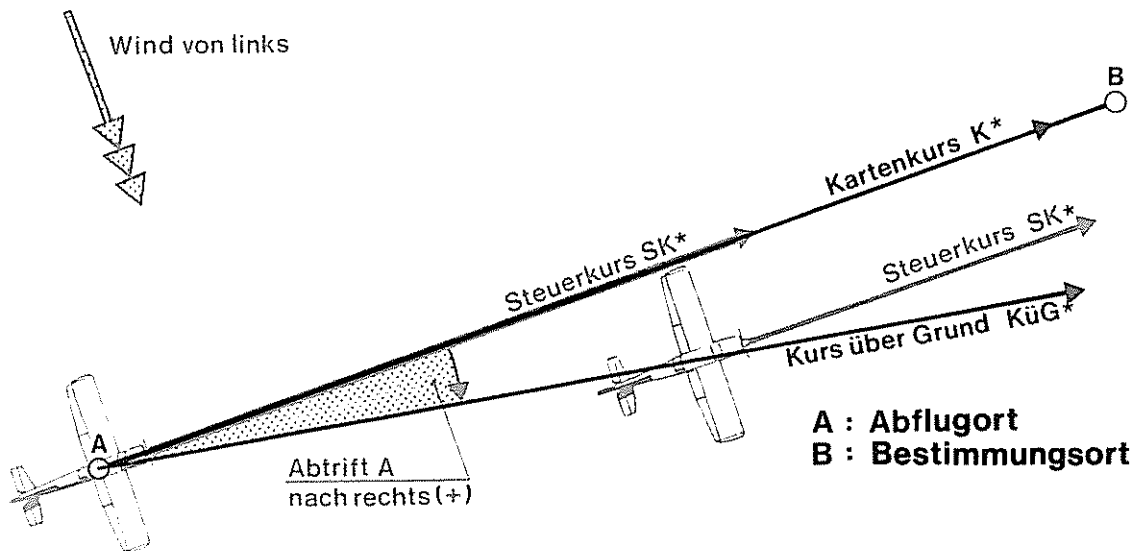 Wind von links
B
Kartenkurs K*
Steuerkurs SK*
Steuerkurs SK*
Kurs über Grund KüG*
A
Abtrift A
nach rechts (+)
A : Abflugort
B : Bestimmungsort